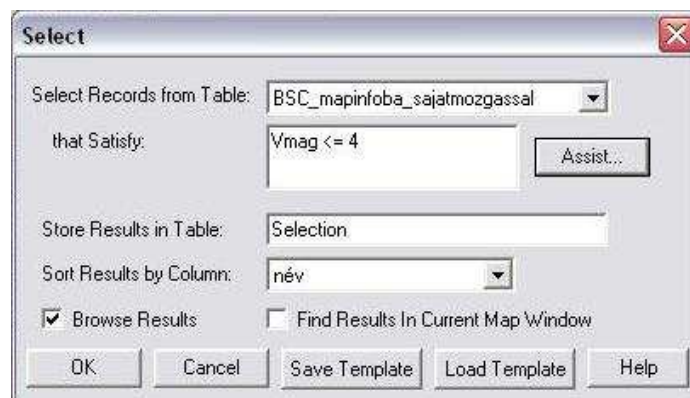 Select
Select Records from Table: BSC_mapinfoba_sajatmozgassal
that Satisfy: Vmag <= 4
Assist...
Store Results in Table: Selection
Sort Results by Column: név
Browse Results Find Results In Current Map Window
OK Cancel Save Template Load Template Help